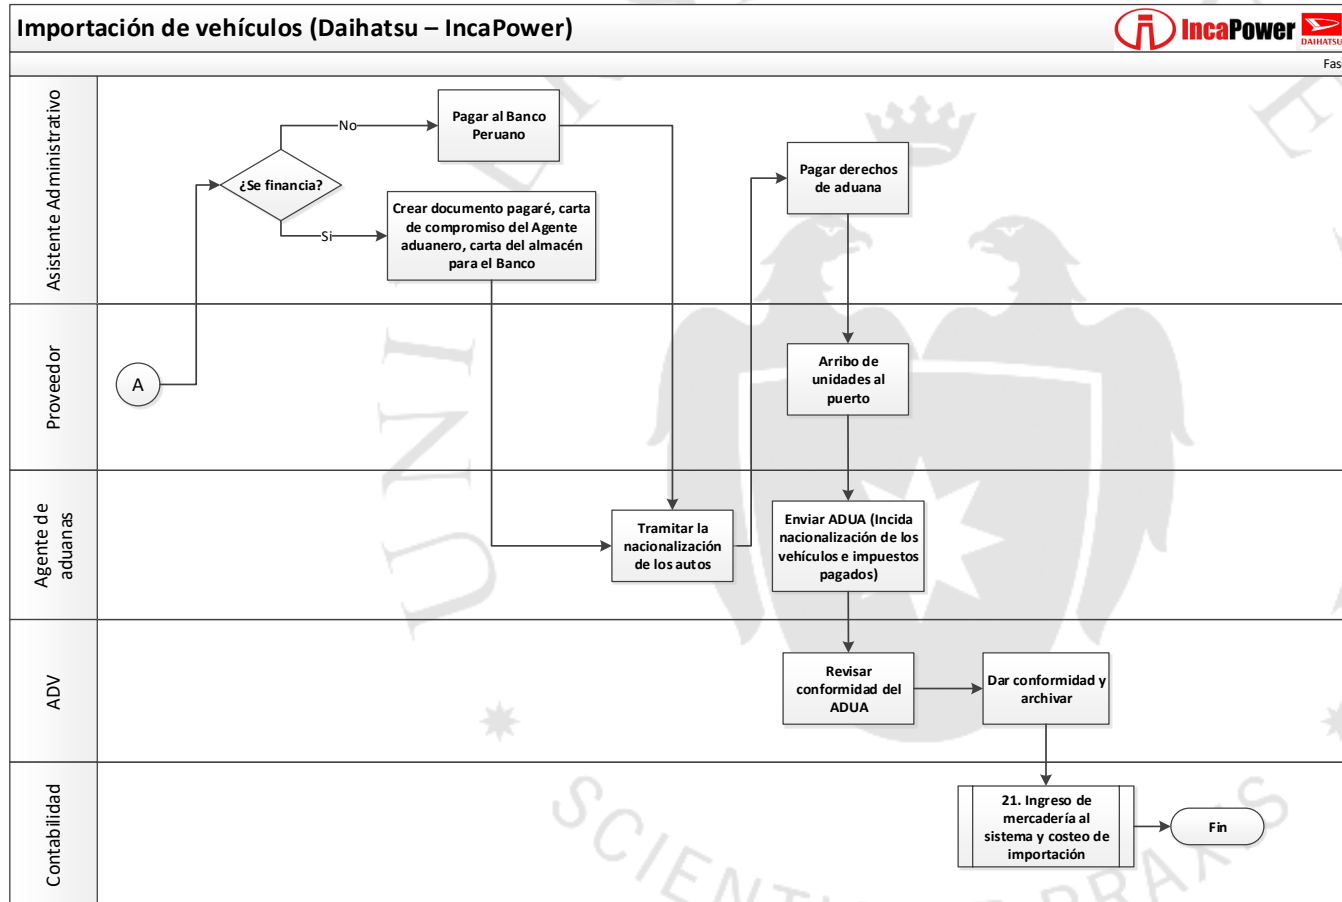 Importación de vehículos (Daihatsu – IncaPower)
IncaPower
DAIHATSU
Fas
Asistente Administrativo
¿Se financia?
No
Pagar al Banco
Peruano
Si
Crear documento pagaré, carta
de compromiso del Agente
aduanero, carta del almacén
para el Banco
Pagar derechos
de aduana
Proveedor
A
Arribo de
unidades al
puerto
Agente de
aduanas
Tramitar la
nacionalización
de los autos
Enviar ADUA (Incida
nacionalización de los
vehículos e impuestos
pagados)
ADV
Revisar
conformidad del
ADUA
Dar conformidad y
archivar
Contabilidad
21. Ingreso de
mercadería al
sistema y costeo de
importación
Fin
UNI
SCIENTI
PRAXIS